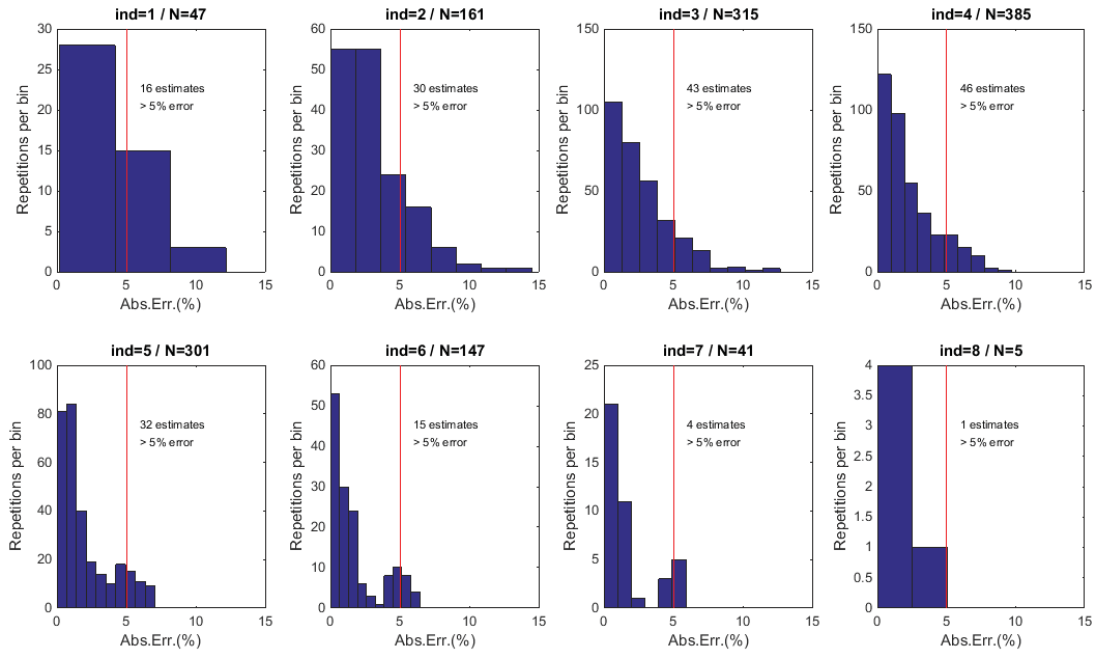 ind=1 / N=47
30
25
20
15
10
5
0
Repetitions per bin
16 estimates
> 5% error
0 5 10 15
Abs.Err.(%)
ind=2 / N=161
60
50
40
30
20
10
0
Repetitions per bin
30 estimates
> 5% error
0 5 10 15
Abs.Err.(%)
ind=3 / N=315
150
100
50
0
Repetitions per bin
43 estimates
> 5% error
0 5 10 15
Abs.Err.(%)
ind=4 / N=385
150
100
50
0
Repetitions per bin
46 estimates
> 5% error
0 5 10 15
Abs.Err.(%)
ind=5 / N=301
100
80
60
40
20
0
Repetitions per bin
32 estimates
> 5% error
0 5 10 15
Abs.Err.(%)
ind=6 / N=147
60
50
40
30
20
10
0
Repetitions per bin
15 estimates
> 5% error
0 5 10 15
Abs.Err.(%)
ind=7 / N=41
25
20
15
10
5
0
Repetitions per bin
4 estimates
> 5% error
0 5 10 15
Abs.Err.(%)
ind=8 / N=5
4
3.5
3
2.5
2
1.5
1
0.5
0
Repetitions per bin
1 estimates
> 5% error
0 5 10 15
Abs.Err.(%)